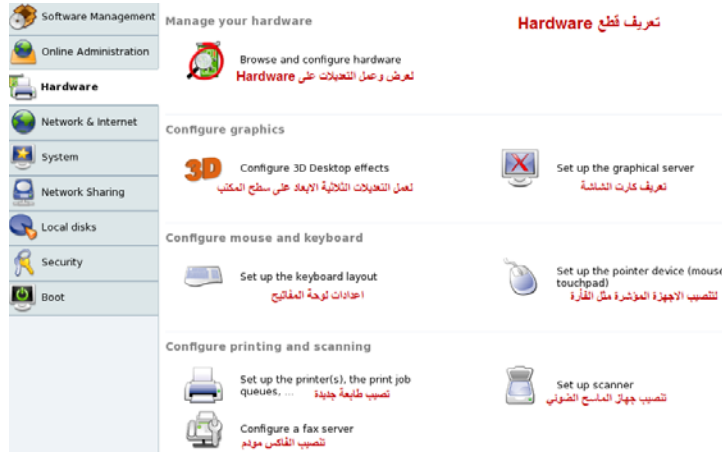 Software Management
Online Administration
Hardware
Network & Internet
System
Network Sharing
Local disks
Security
Boot
تعريف قطع Hardware
Manage your hardware
Browse and configure hardware
لعرض وعمل التعديلات على Hardware
Configure graphics
3D
Configure 3D Desktop effects
لعمل التعديلات الثلاثية الابعاد على سطح المكتب
Set up the graphical server
تعريف كارت الشاشة
Configure mouse and keyboard
Set up the keyboard layout
اعدادات لوحة المفاتيح
Set up the pointer device (mouse
touchpad)
لتنصيب الاجهزة المؤشرة مثل الفأرة
Configure printing and scanning
Set up the printer(s), the print job
queues, ... تصيب طابعة جديدة
Set up scanner
تنصيب جهاز الماسح الضوئي
Configure a fax server
تنصيب الفاكس مودم